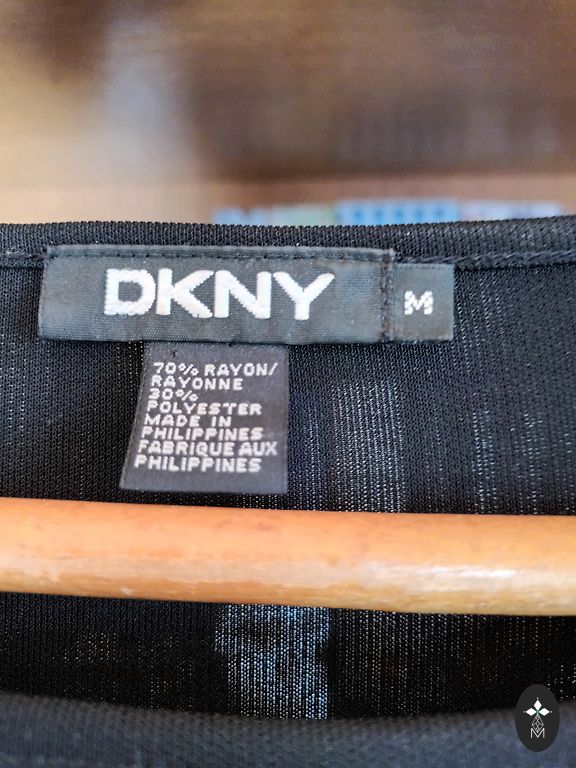 DKNY
M
70% RAYON/
RAYONNE
30%
POLYESTER
MADE IN
PHILIPPINES
FABRIQUE AUX
PHILIPPINES
M